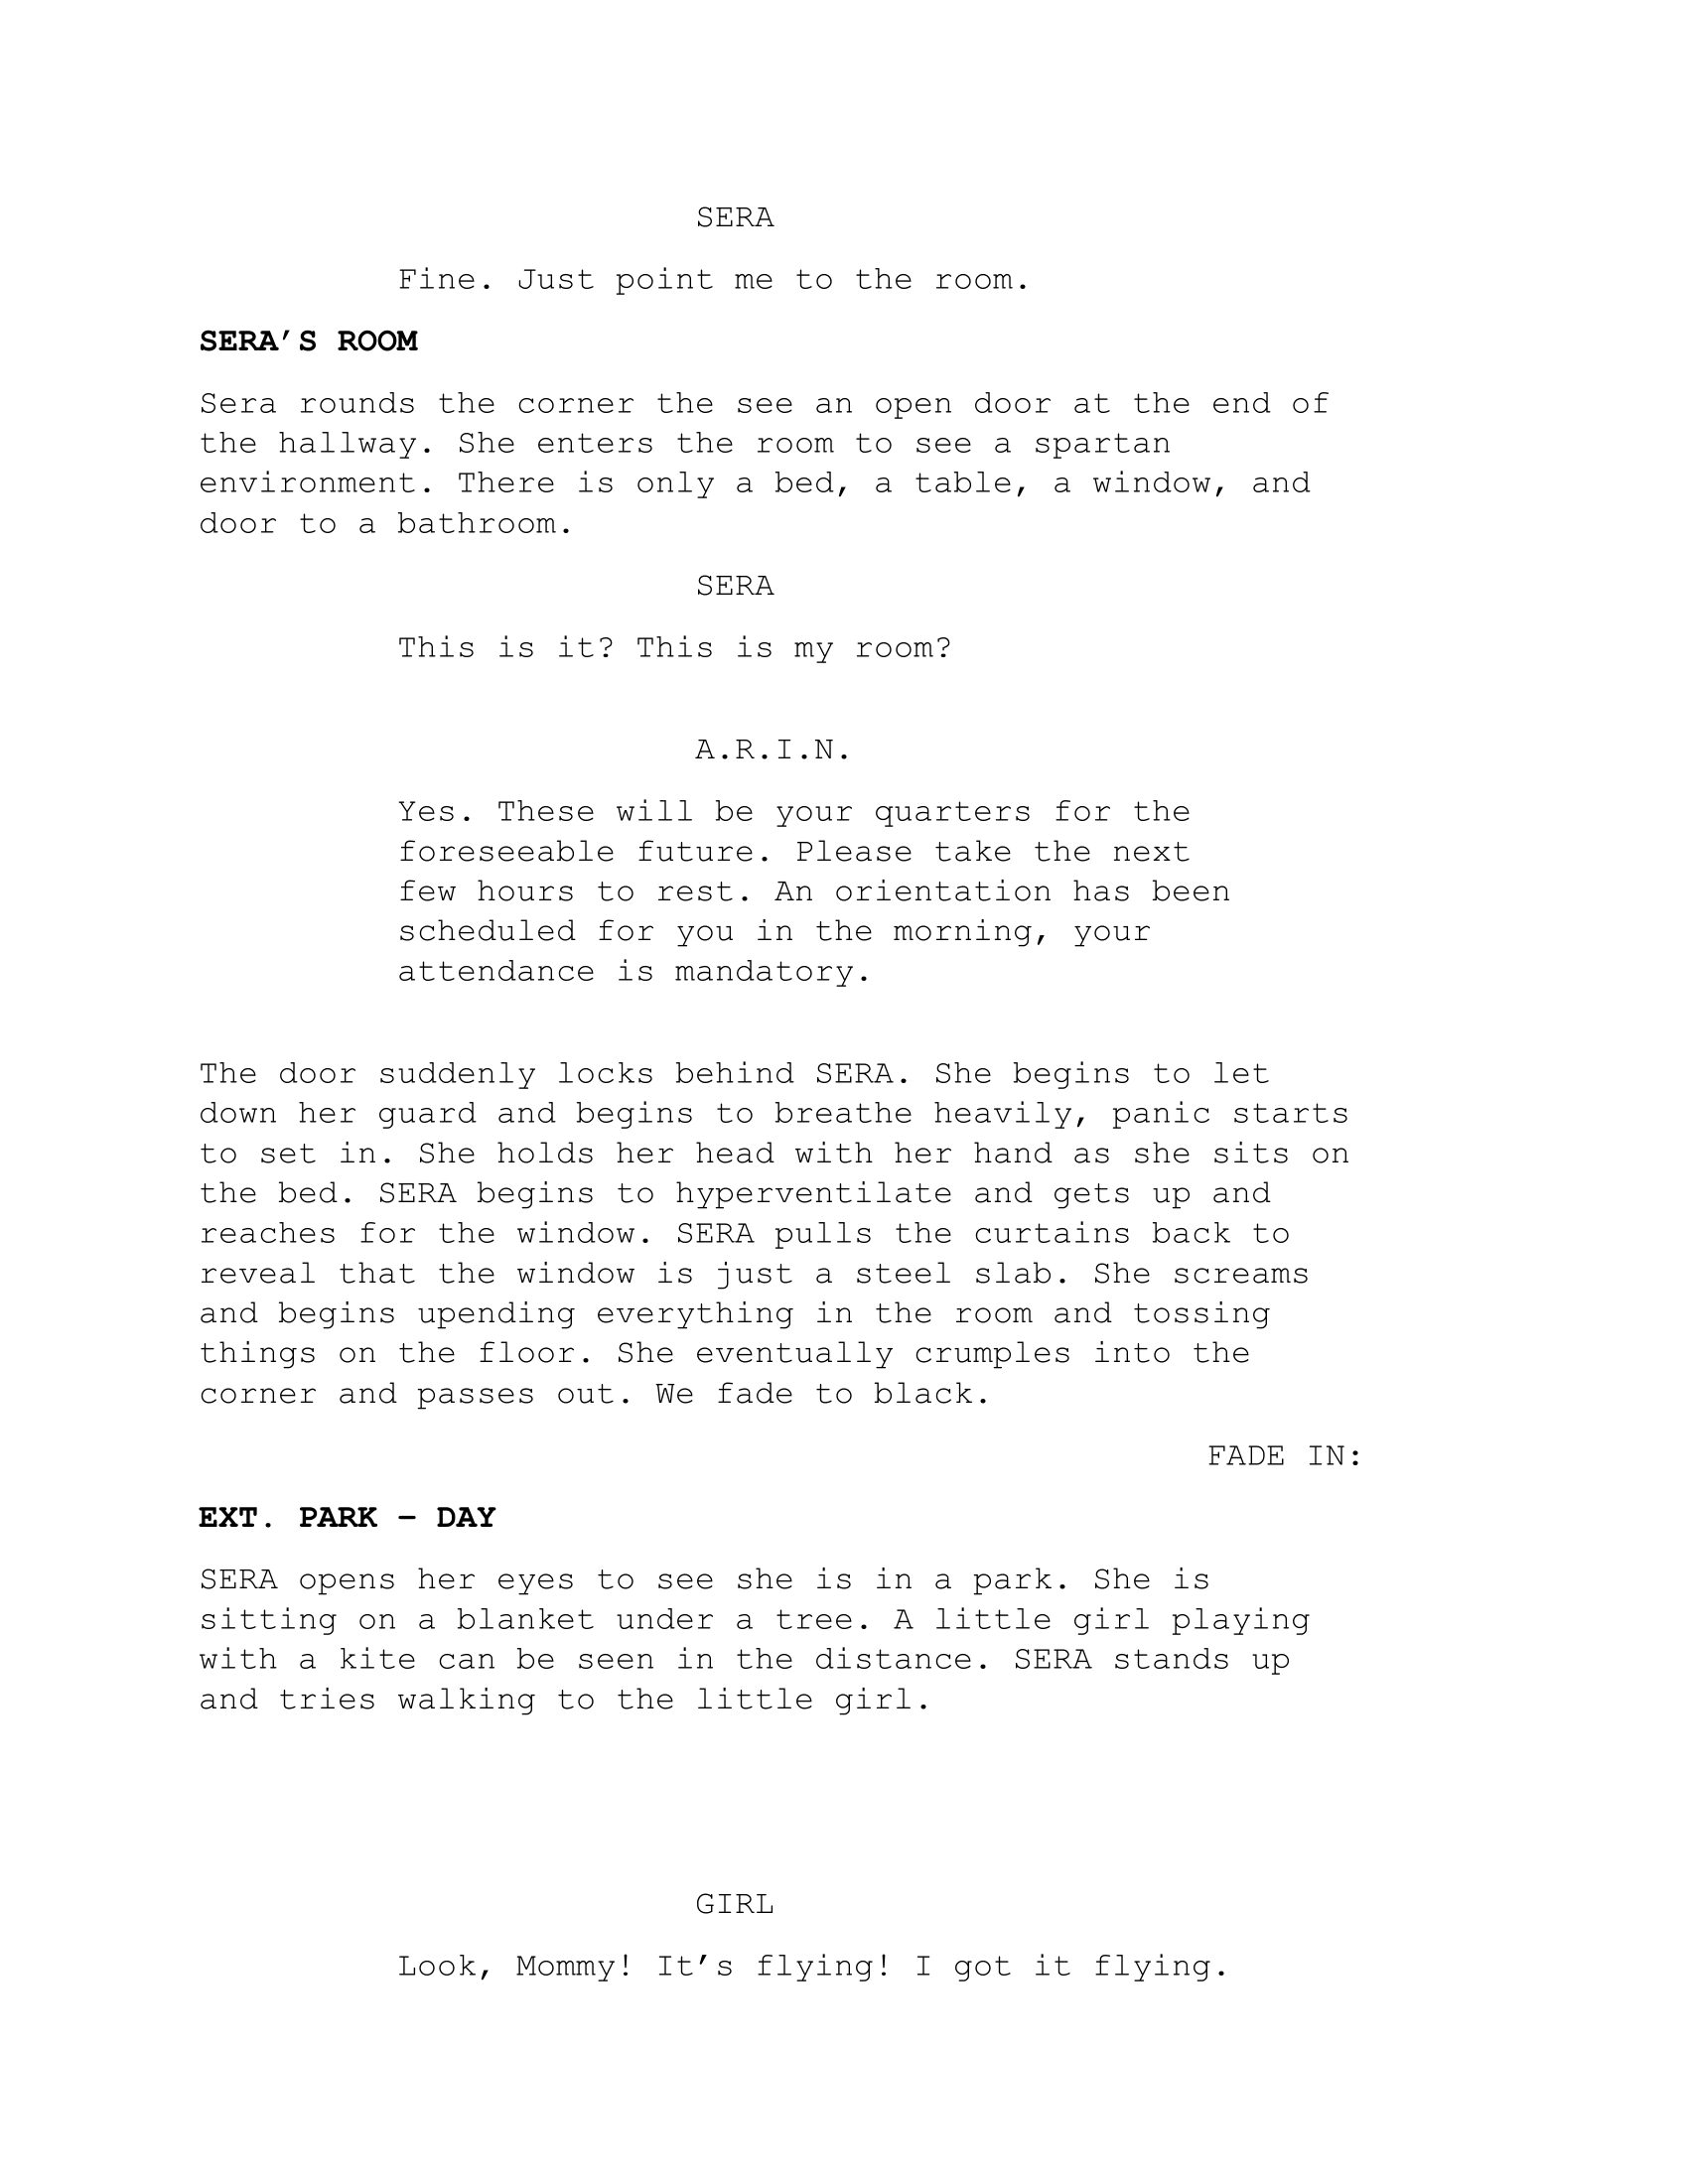 SERA
Fine. Just point me to the room.
SERA’S ROOM
Sera rounds the corner the see an open door at the end of
the hallway. She enters the room to see a spartan
environment. There is only a bed, a table, a window, and
door to a bathroom.
SERA
This is it? This is my room?
A.R.I.N.
Yes. These will be your quarters for the
foreseeable future. Please take the next
few hours to rest. An orientation has been
scheduled for you in the morning, your
attendance is mandatory.
The door suddenly locks behind SERA. She begins to let
down her guard and begins to breathe heavily, panic starts
to set in. She holds her head with her hand as she sits on
the bed. SERA begins to hyperventilate and gets up and
reaches for the window. SERA pulls the curtains back to
reveal that the window is just a steel slab. She screams
and begins upending everything in the room and tossing
things on the floor. She eventually crumples into the
corner and passes out. We fade to black.
FADE IN:
EXT. PARK – DAY
SERA opens her eyes to see she is in a park. She is
sitting on a blanket under a tree. A little girl playing
with a kite can be seen in the distance. SERA stands up
and tries walking to the little girl.
GIRL
Look, Mommy! It’s flying! I got it flying.